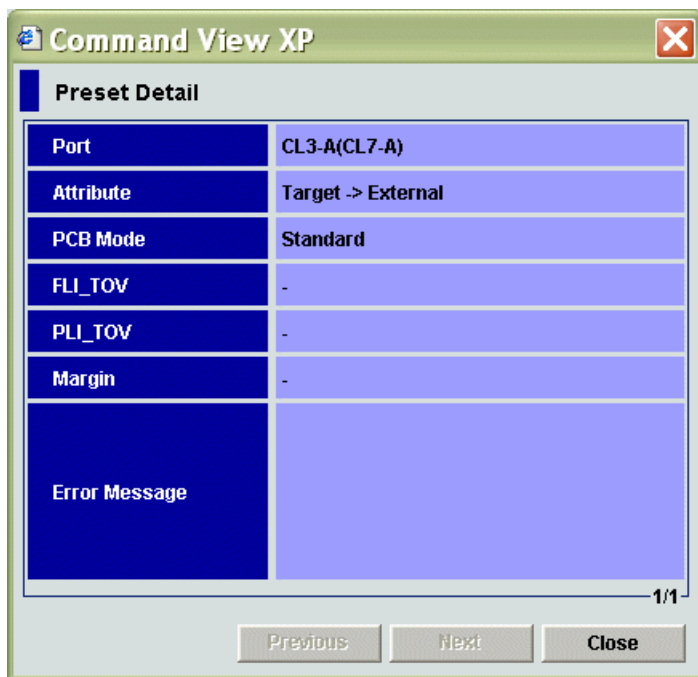 Command View XP
Preset Detail
Port CL3-A(CL7-A)
Attribute Target -> External
PCB Mode Standard
FLI_TOV -
PLI_TOV -
Margin -
Error Message
1/1
Previous Next Close